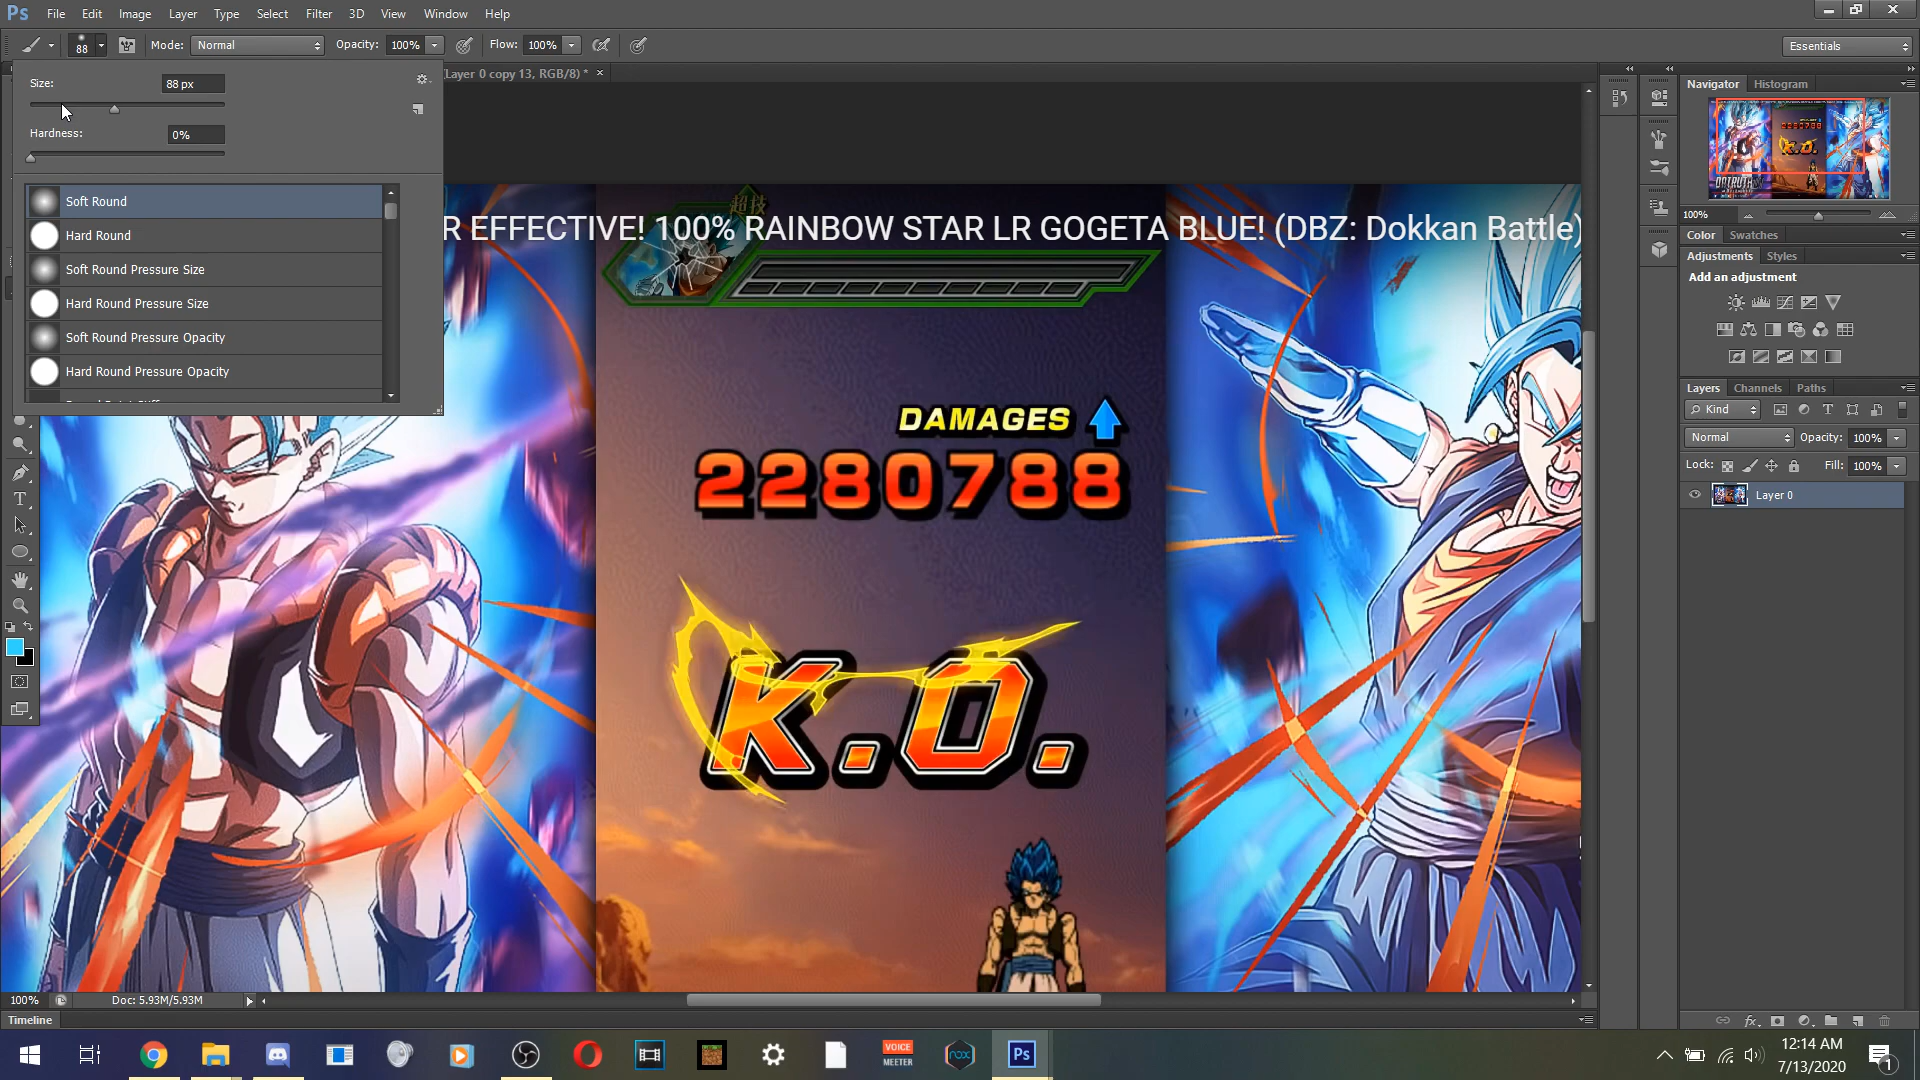 Ps File Edit Image Layer Type Select Filter 3D View Window Help
88 Mode: Normal Opacity: 100% Flow: 100% Essentials
Layer 0 copy 13, RGB/8) * ×
Size: 88 px
Hardness: 0%
Soft Round
Hard Round
Soft Round Pressure Size
Hard Round Pressure Size
Soft Round Pressure Opacity
Hard Round Pressure Opacity
超技
R EFFECTIVE! 100% RAINBOW STAR LR GOGETA BLUE! (DBZ: Dokkan Battle)
DAMAGES
2280788
K.O.
Navigator Histogram
100%
Color Swatches
Adjustments Styles
Add an adjustment
Layers Channels Paths
Kind
Normal Opacity: 100%
Lock: Fill: 100%
Layer 0
100% Doc: 5.93M/5.93M
Timeline
VOICE
MEETER
nox
Ps
12:14 AM
7/13/2020
1